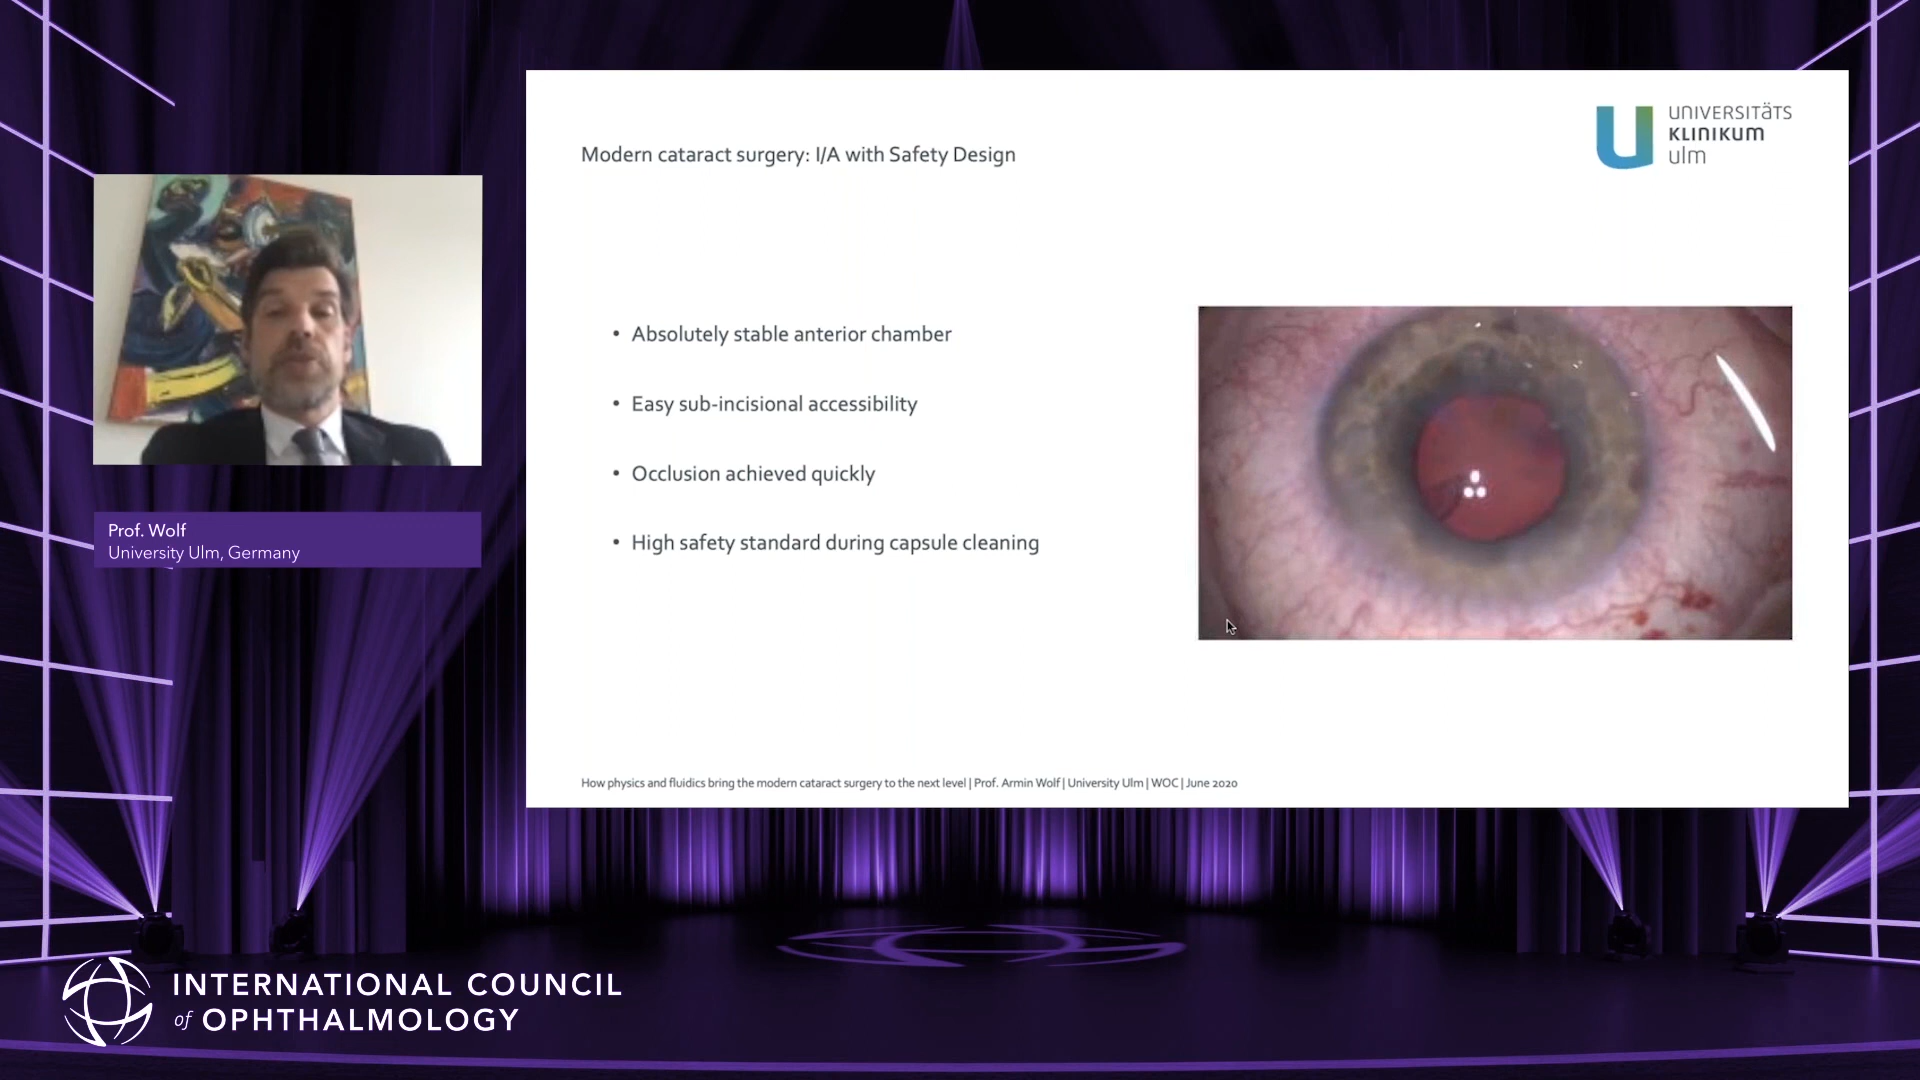 UNIVERSITÄTS
KLINIKUM
ulm
Modern cataract surgery: I/A with Safety Design
• Absolutely stable anterior chamber
• Easy sub-incisional accessibility
• Occlusion achieved quickly
• High safety standard during capsule cleaning
How physics and fluidics bring the modern cataract surgery to the next level | Prof. Armin Wolf | University Ulm | WOC | June 2020
Prof. Wolf
University Ulm, Germany
INTERNATIONAL COUNCIL
of OPHTHALMOLOGY